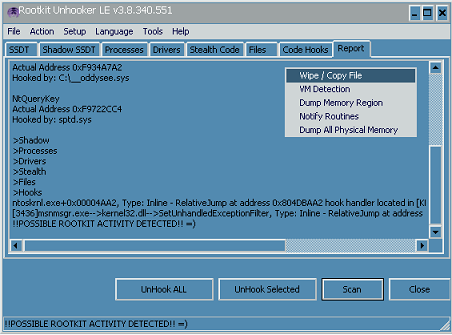 Rootkit Unhooker LE v3.8.340.551
File Action Setup Language Tools Help
SSDT Shadow SSDT Processes Drivers Stealth Code Files Code Hooks Report
Actual Address 0xF934A7A2
Hooked by: C:\__oddysee.sys
NtQueryKey
Actual Address 0xF9722CC4
Hooked by: sptd.sys
>Shadow
>Processes
>Drivers
>Stealth
>Files
>Hooks
ntoskrnl.exe+0x00004AA2, Type: Inline - RelativeJump at address 0x804DBAA2 hook handler located in [KI
[3436]msnmsgr.exe-->kernel32.dll-->SetUnhandledExceptionFilter, Type: Inline - RelativeJump at address
!!POSSIBLE ROOTKIT ACTIVITY DETECTED!! =)
Wipe / Copy File
VM Detection
Dump Memory Region
Notify Routines
Dump All Physical Memory
UnHook ALL UnHook Selected Scan Close
!!POSSIBLE ROOTKIT ACTIVITY DETECTED!! =)